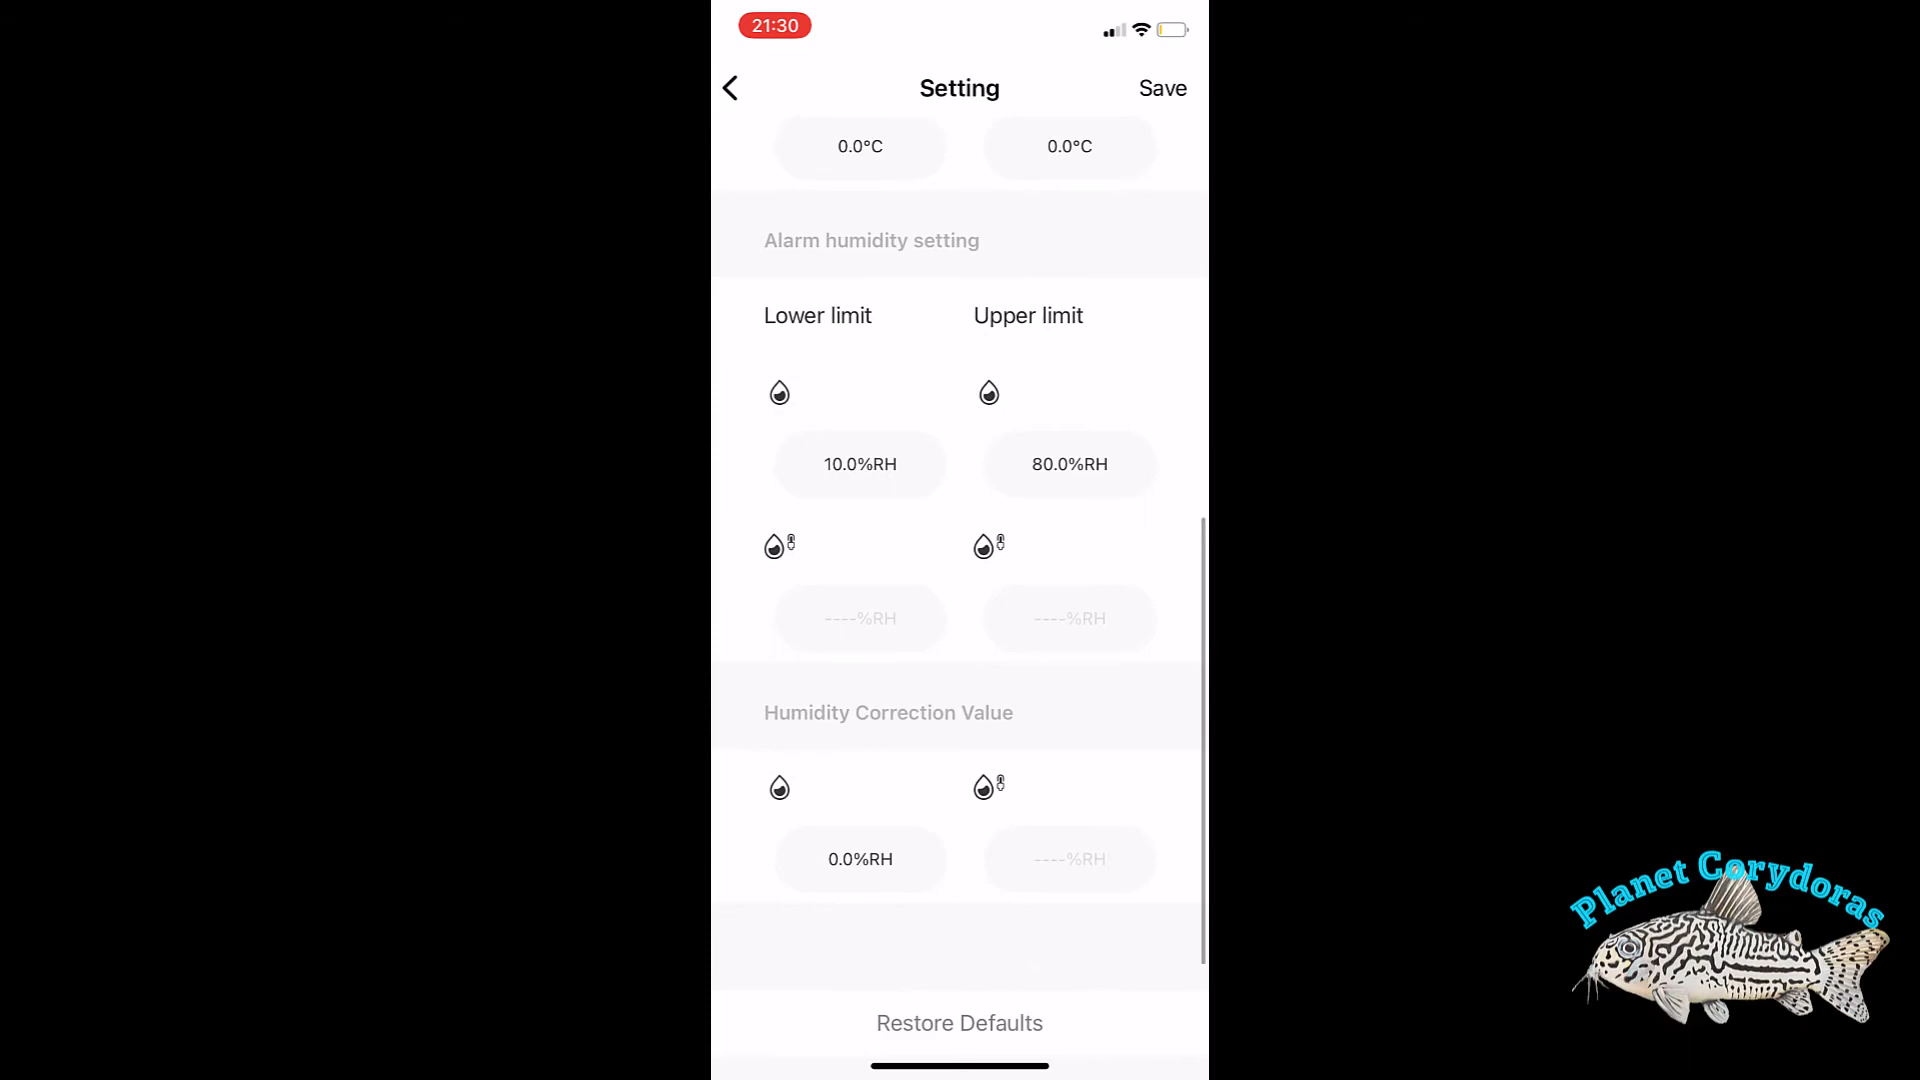 21:30
Setting
Save
0.0°C
0.0°C
Alarm humidity setting
Lower limit
Upper limit
10.0%RH
80.0%RH
----%RH
----%RH
Humidity Correction Value
0.0%RH
----%RH
Restore Defaults
Planet Corydoras